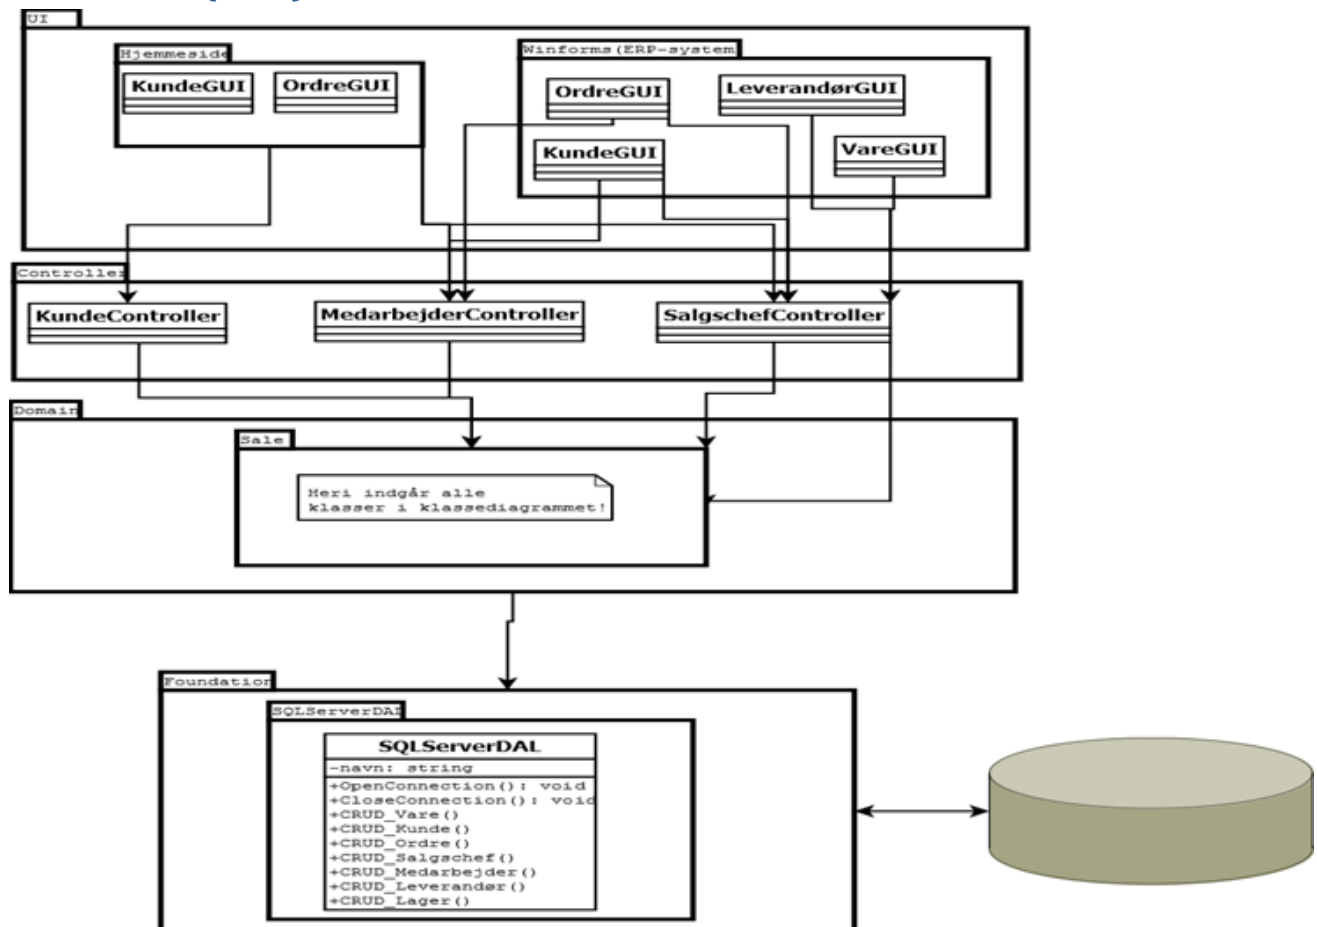 UI
Hjemmeside
Winforms(ERP-system
KundeGUI
OrdreGUI
OrdreGUI
LeverandørGUI
KundeGUI
VareGUI
Controller
KundeController
MedarbejderController
SalgschefController
Domain
Sale
Heri indgår alle
klasser i klassediagrammet!
Foundation
SQLServerDAL
SQLServerDAL
-navn: string
+OpenConnection(): void
+CloseConnection(): void
+CRUD_Vare()
+CRUD_Kunde()
+CRUD_Ordre()
+CRUD_Salgschef()
+CRUD_Medarbejder()
+CRUD_Leverandør()
+CRUD_Lager()